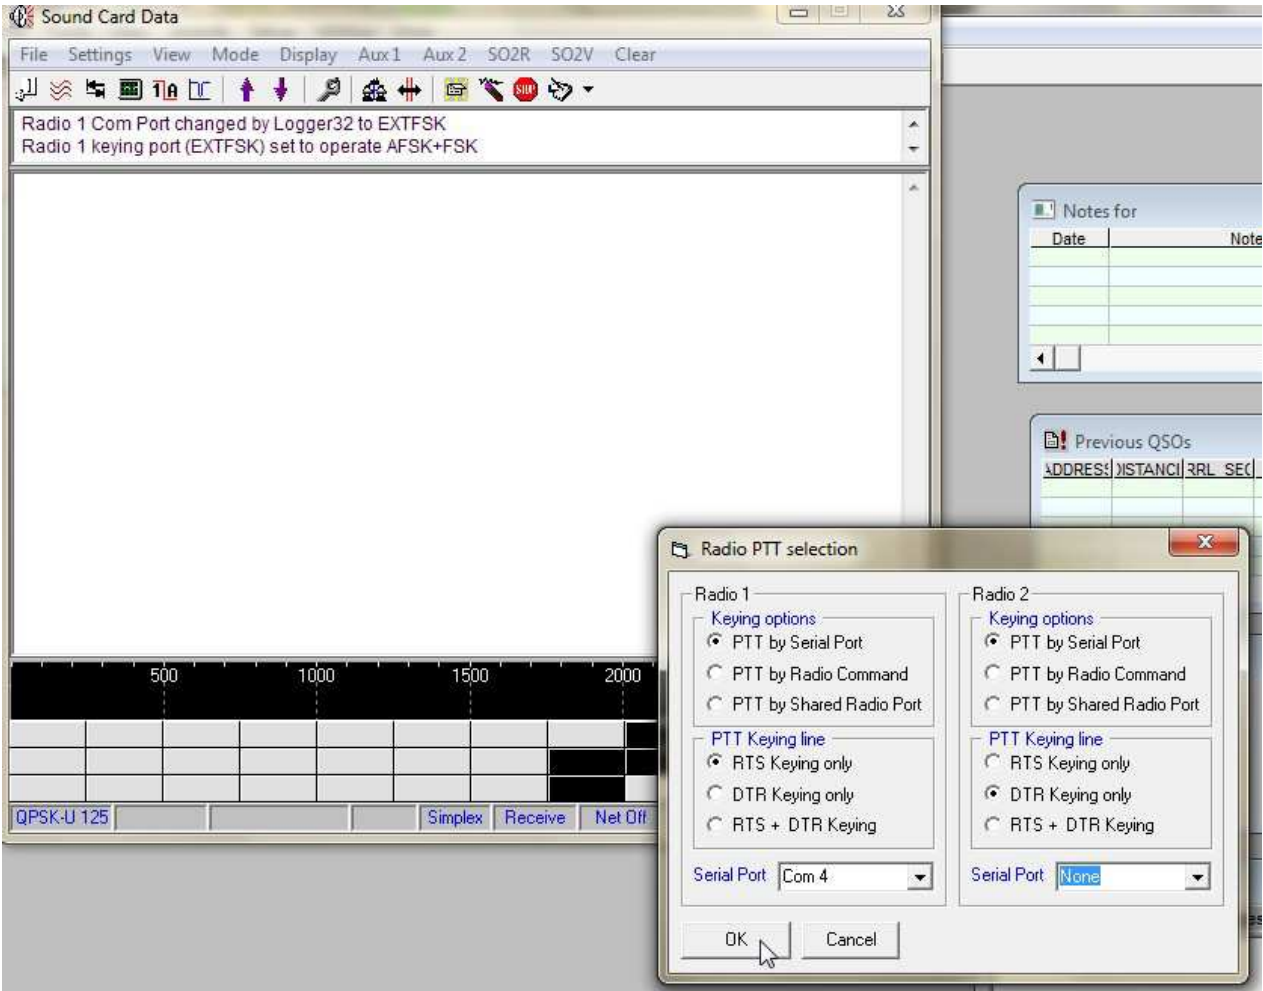 Sound Card Data
File Settings View Mode Display Aux 1 Aux 2 SO2R SO2V Clear
Radio 1 Com Port changed by Logger32 to EXTFSK
Radio 1 keying port (EXTFSK) set to operate AFSK+FSK
Notes for
Date Note
Previous QSOs
500 1000 1500 2000
QPSK-U 125 Simplex Receive Net Off
Radio PTT selection
Radio 1
Keying options
PTT by Serial Port
PTT by Radio Command
PTT by Shared Radio Port
PTT Keying line
RTS Keying only
DTR Keying only
RTS + DTR Keying
Serial Port Com 4
Radio 2
Keying options
PTT by Serial Port
PTT by Radio Command
PTT by Shared Radio Port
PTT Keying line
RTS Keying only
DTR Keying only
RTS + DTR Keying
Serial Port None
OK Cancel